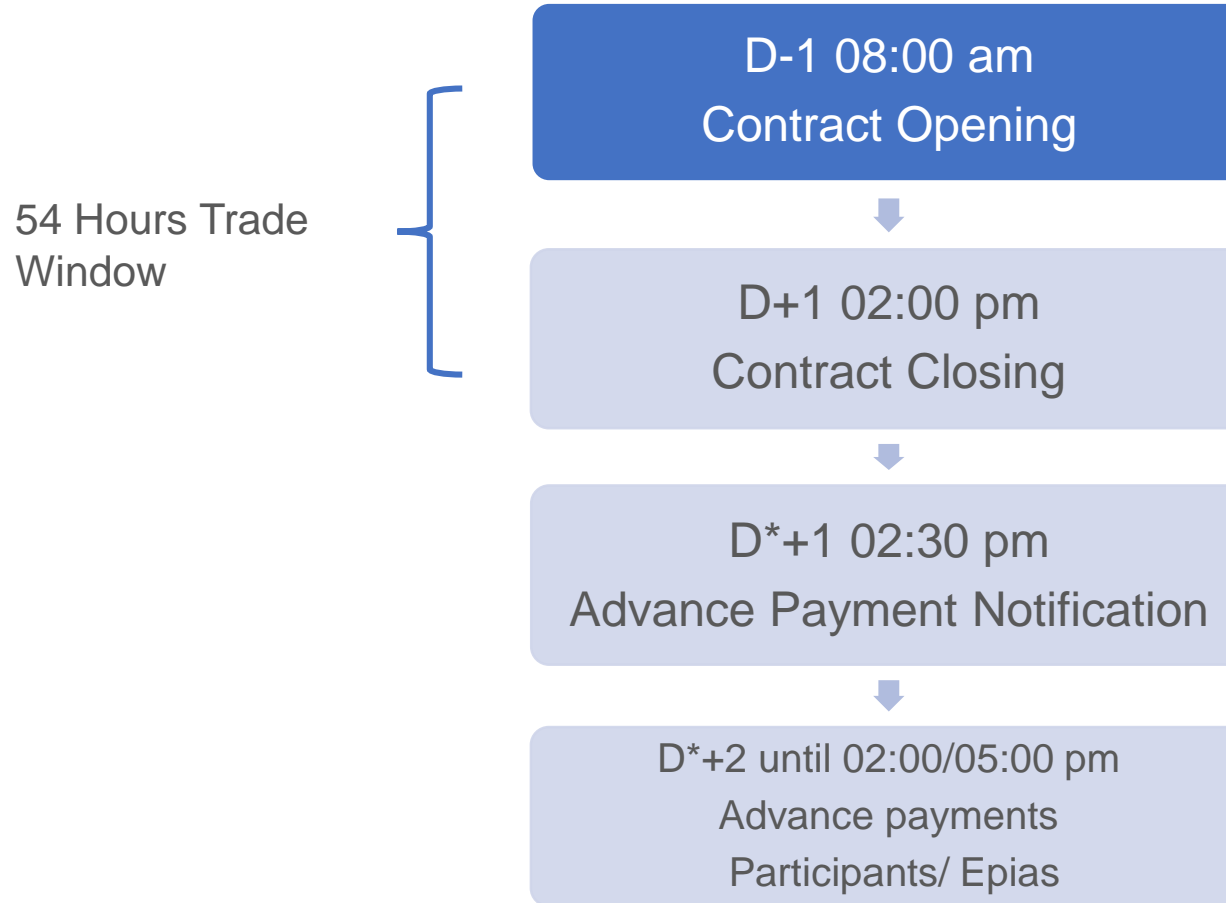 D-1 08:00 am
Contract Opening
54 Hours Trade
Window
D+1 02:00 pm
Contract Closing
D*+1 02:30 pm
Advance Payment Notification
D*+2 until 02:00/05:00 pm
Advance payments
Participants/ Epias